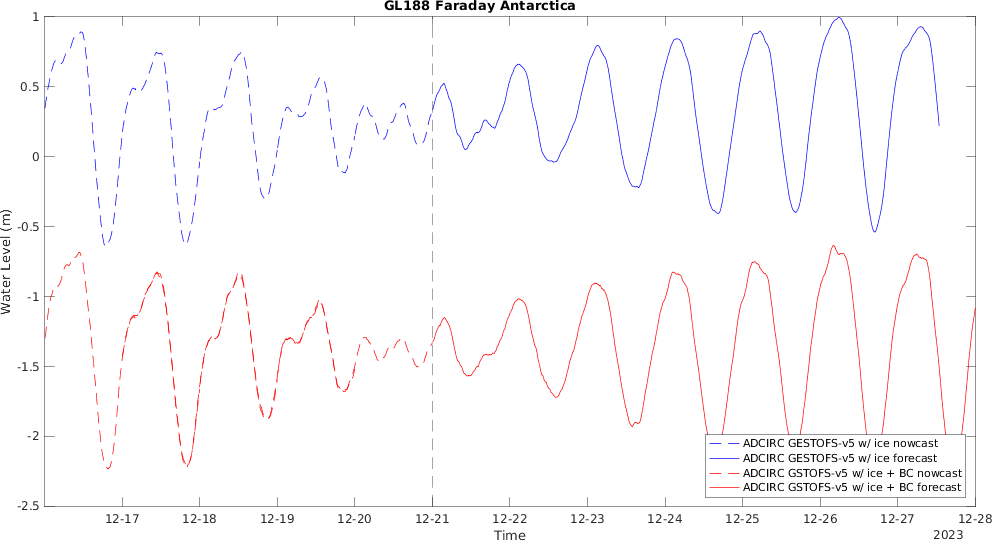 GL188 Faraday Antarctica
1
0.5
0
-0.5
-1
-1.5
-2
-2.5
Water Level (m)
ADCIRC GESTOFS-v5 w/ ice nowcast
ADCIRC GESTOFS-v5 w/ ice forecast
ADCIRC GSTOFS-v5 w/ ice + BC nowcast
ADCIRC GSTOFS-v5 w/ ice + BC forecast
12-17 12-18 12-19 12-20 12-21 12-22 12-23 12-24 12-25 12-26 12-27 12-28
Time
2023